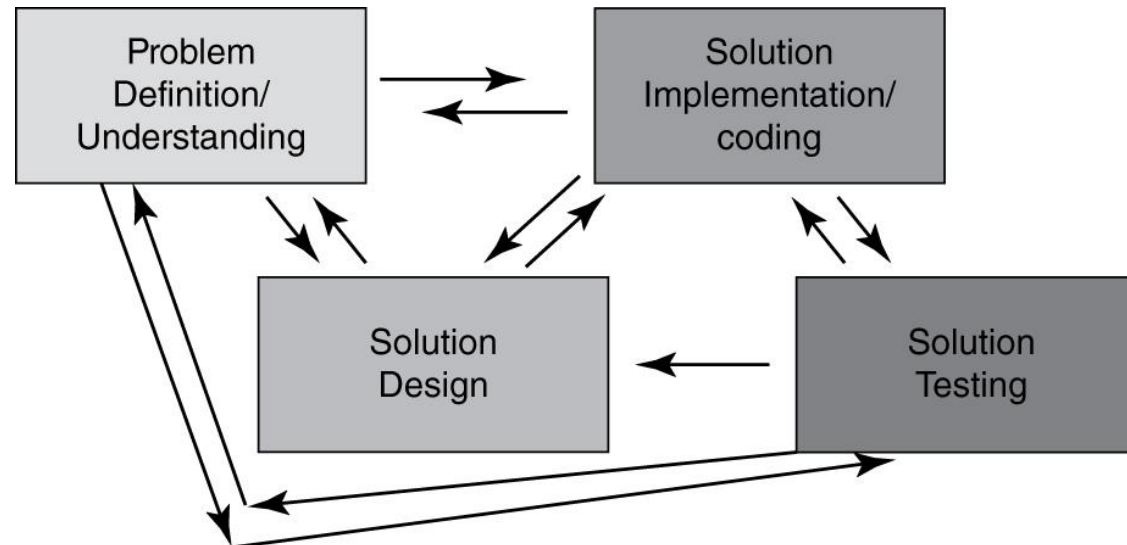 Problem
Definition/
Understanding
Solution
Implementation/
coding
Solution
Design
Solution
Testing